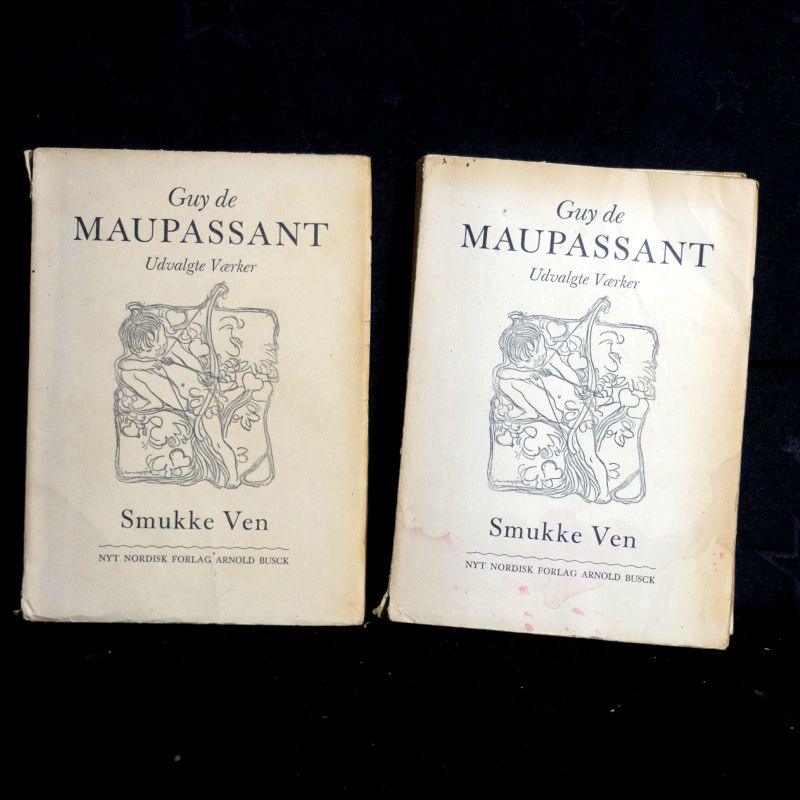 Guy de
MAUPASSANT
Udvalgte Værker
Smukke Ven
NYT NORDISK FORLAG ARNOLD BUSCK
Guy de
MAUPASSANT
Udvalgte Værker
Smukke Ven
NYT NORDISK FORLAG ARNOLD BUSCK